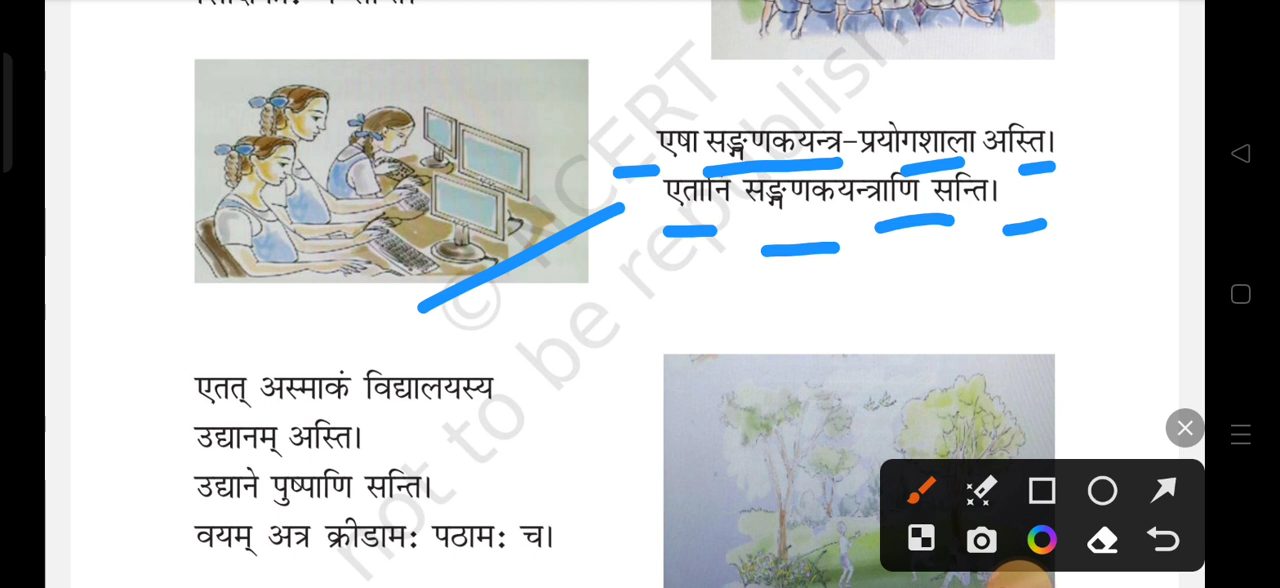 एषा सङ्गणकयन्त्र-प्रयोगशाला अस्ति।
एतानि सङ्गणकयन्त्राणि सन्ति।
एतत् अस्माकं विद्यालयस्य
उद्यानम् अस्ति।
उद्याने पुष्पाणि सन्ति।
वयम् अत्र क्रीडामः पठामः च।
© NCERT
not to be republish